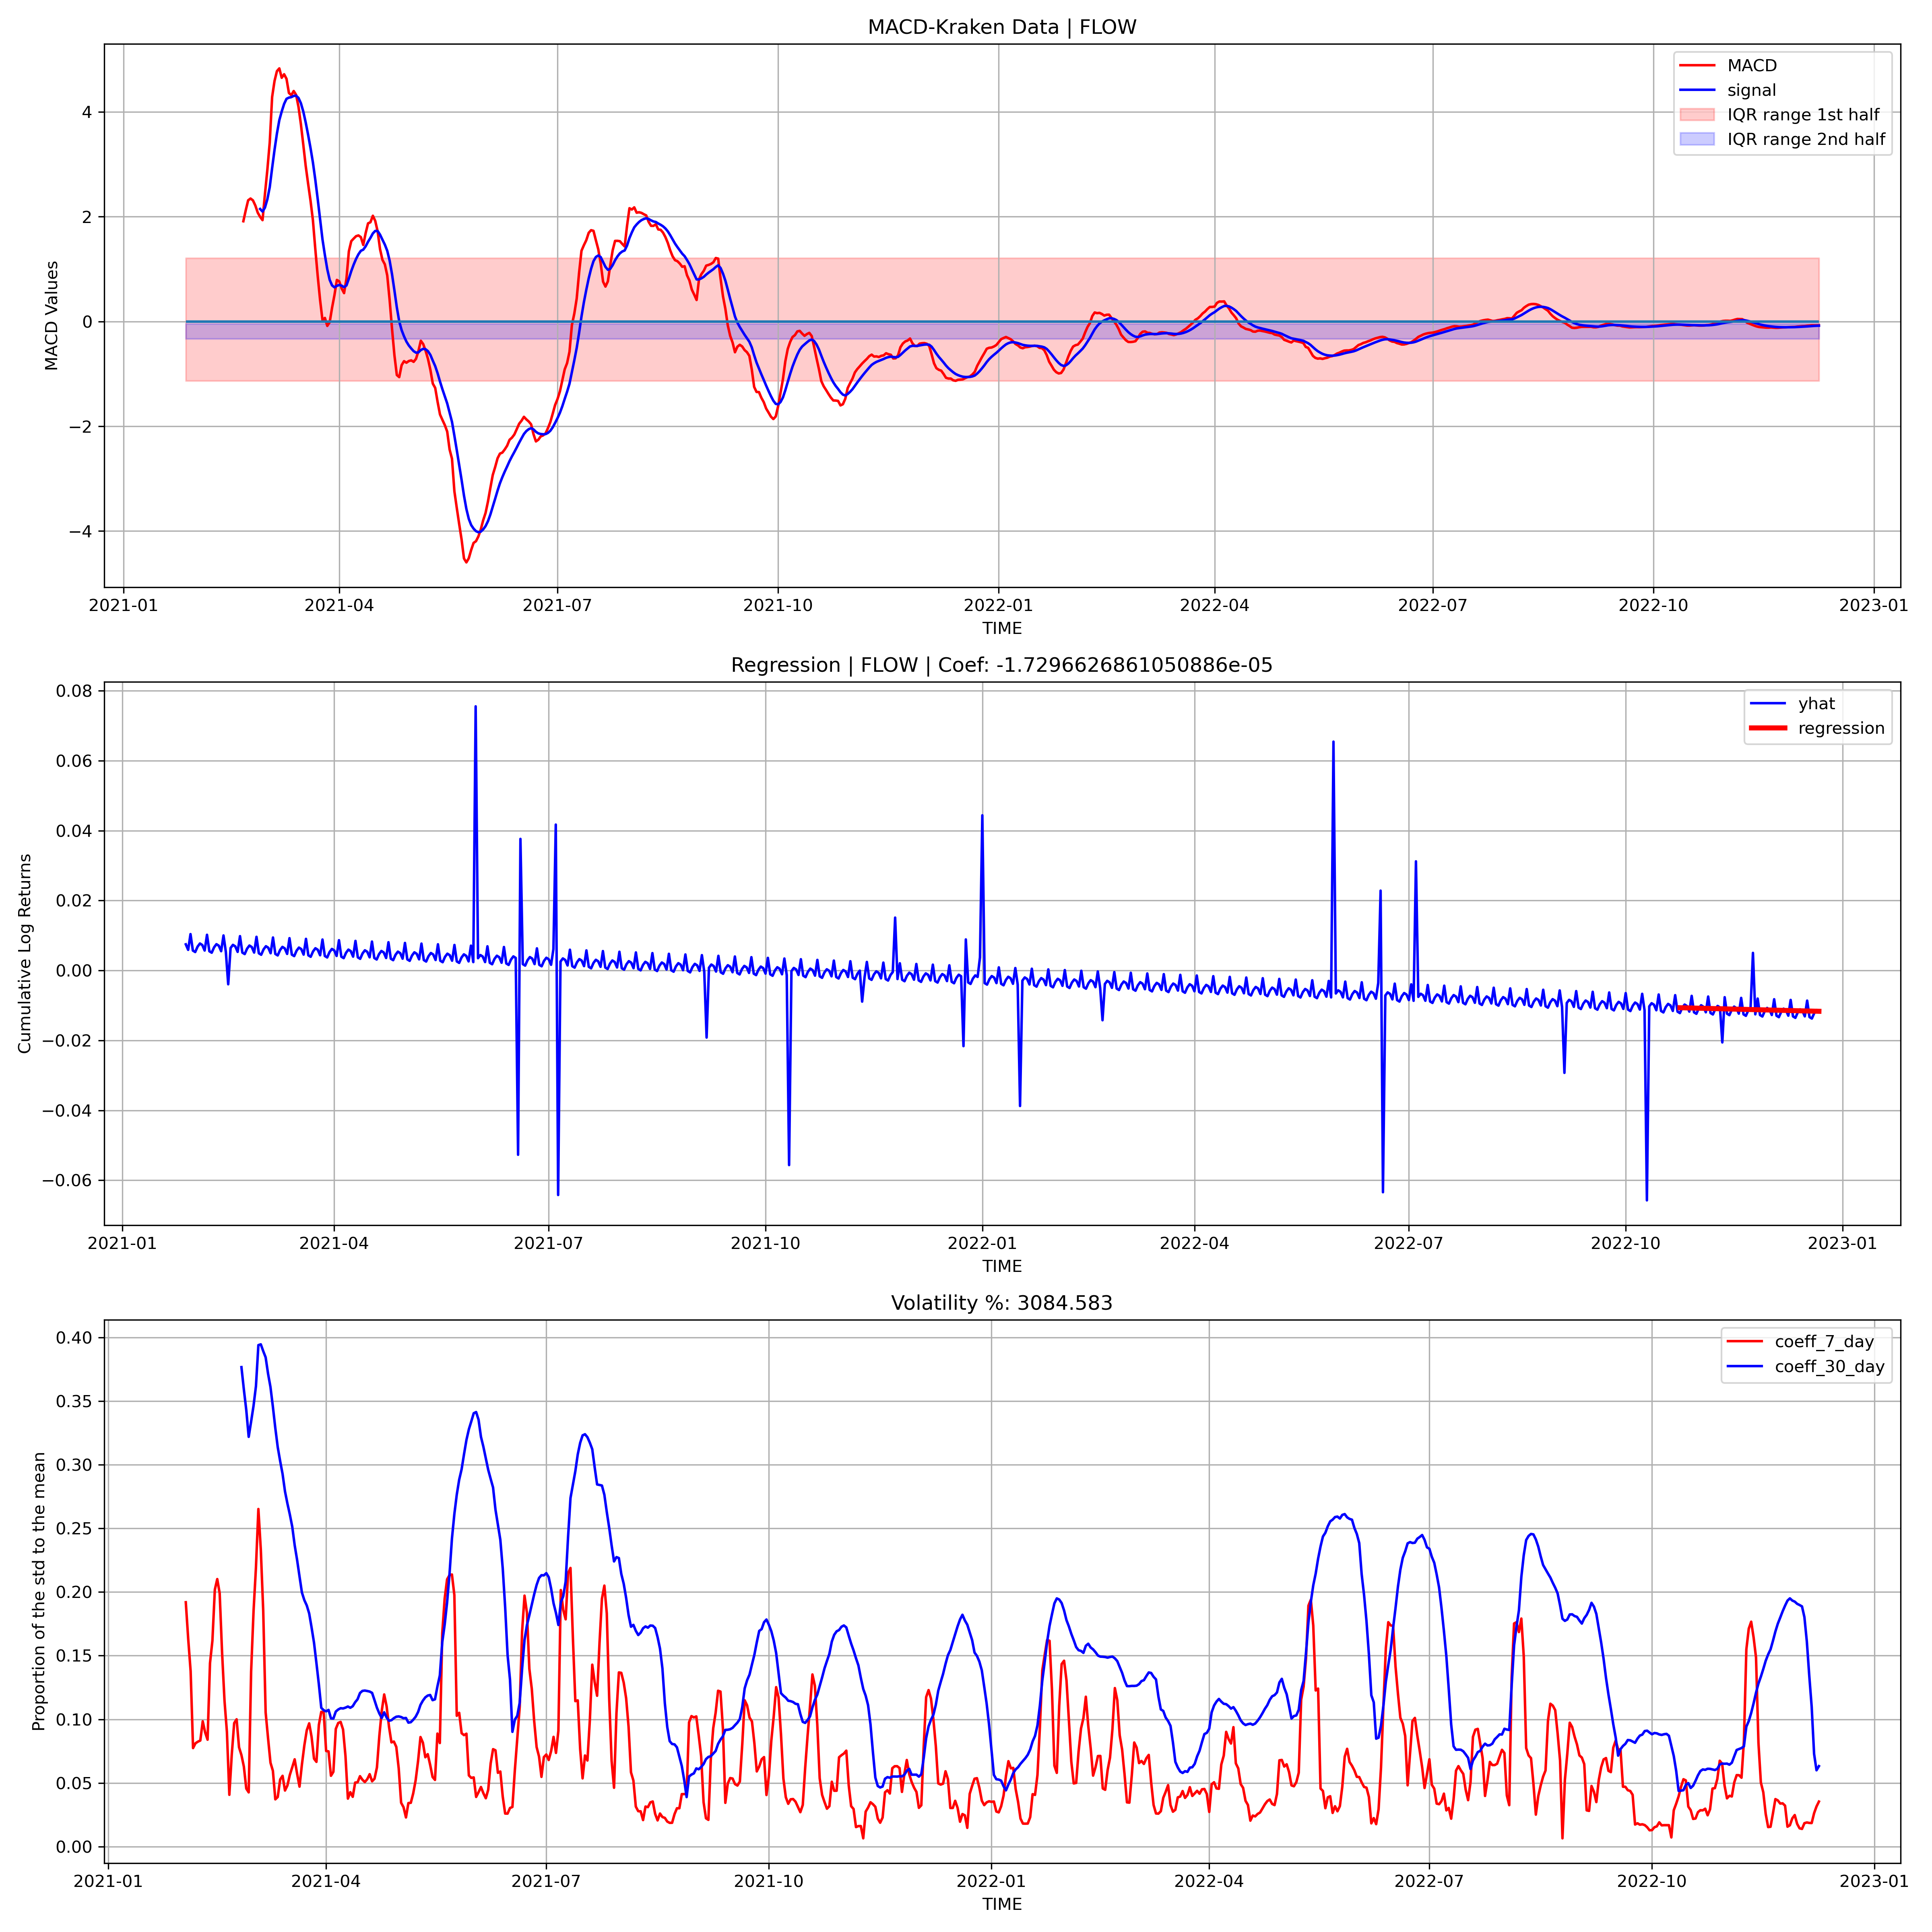 MACD-Kraken Data | FLOW
MACD
signal
IQR range 1st half
IQR range 2nd half
MACD Values
4
2
0
−2
−4
2021-01 2021-04 2021-07 2021-10 2022-01 2022-04 2022-07 2022-10 2023-01
TIME
Regression | FLOW | Coef: -1.7296626861050886e-05
yhat
regression
Cumulative Log Returns
0.08
0.06
0.04
0.02
0.00
−0.02
−0.04
−0.06
2021-01 2021-04 2021-07 2021-10 2022-01 2022-04 2022-07 2022-10 2023-01
TIME
Volatility %: 3084.583
coeff_7_day
coeff_30_day
Proportion of the std to the mean
0.40
0.35
0.30
0.25
0.20
0.15
0.10
0.05
0.00
2021-01 2021-04 2021-07 2021-10 2022-01 2022-04 2022-07 2022-10 2023-01
TIME